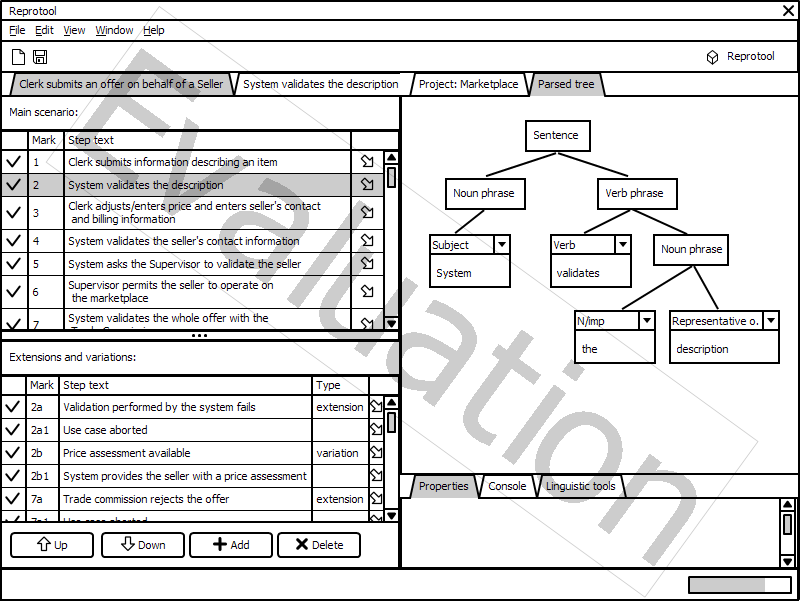 Reprotool
File Edit View Window Help
Reprotool
Clerk submits an offer on behalf of a Seller
System validates the description
Project: Marketplace
Parsed tree
Main scenario:
Mark Step text
1 Clerk submits information describing an item
2 System validates the description
3 Clerk adjusts/enters price and enters seller's contact
and billing information
4 System validates the seller's contact information
5 System asks the Supervisor to validate the seller
6 Supervisor permits the seller to operate on
the marketplace
7 System validates the whole offer with the
Extensions and variations:
Mark Step text Type
2a Validation performed by the system fails extension
2a1 Use case aborted
2b Price assessment available variation
2b1 System provides the seller with a price assessment
7a Trade commission rejects the offer extension
Up Down Add Delete
Sentence
Noun phrase
Verb phrase
Subject
System
Verb
validates
Noun phrase
N/imp
the
Representative o.
description
Properties Console Linguistic tools
Evaluation